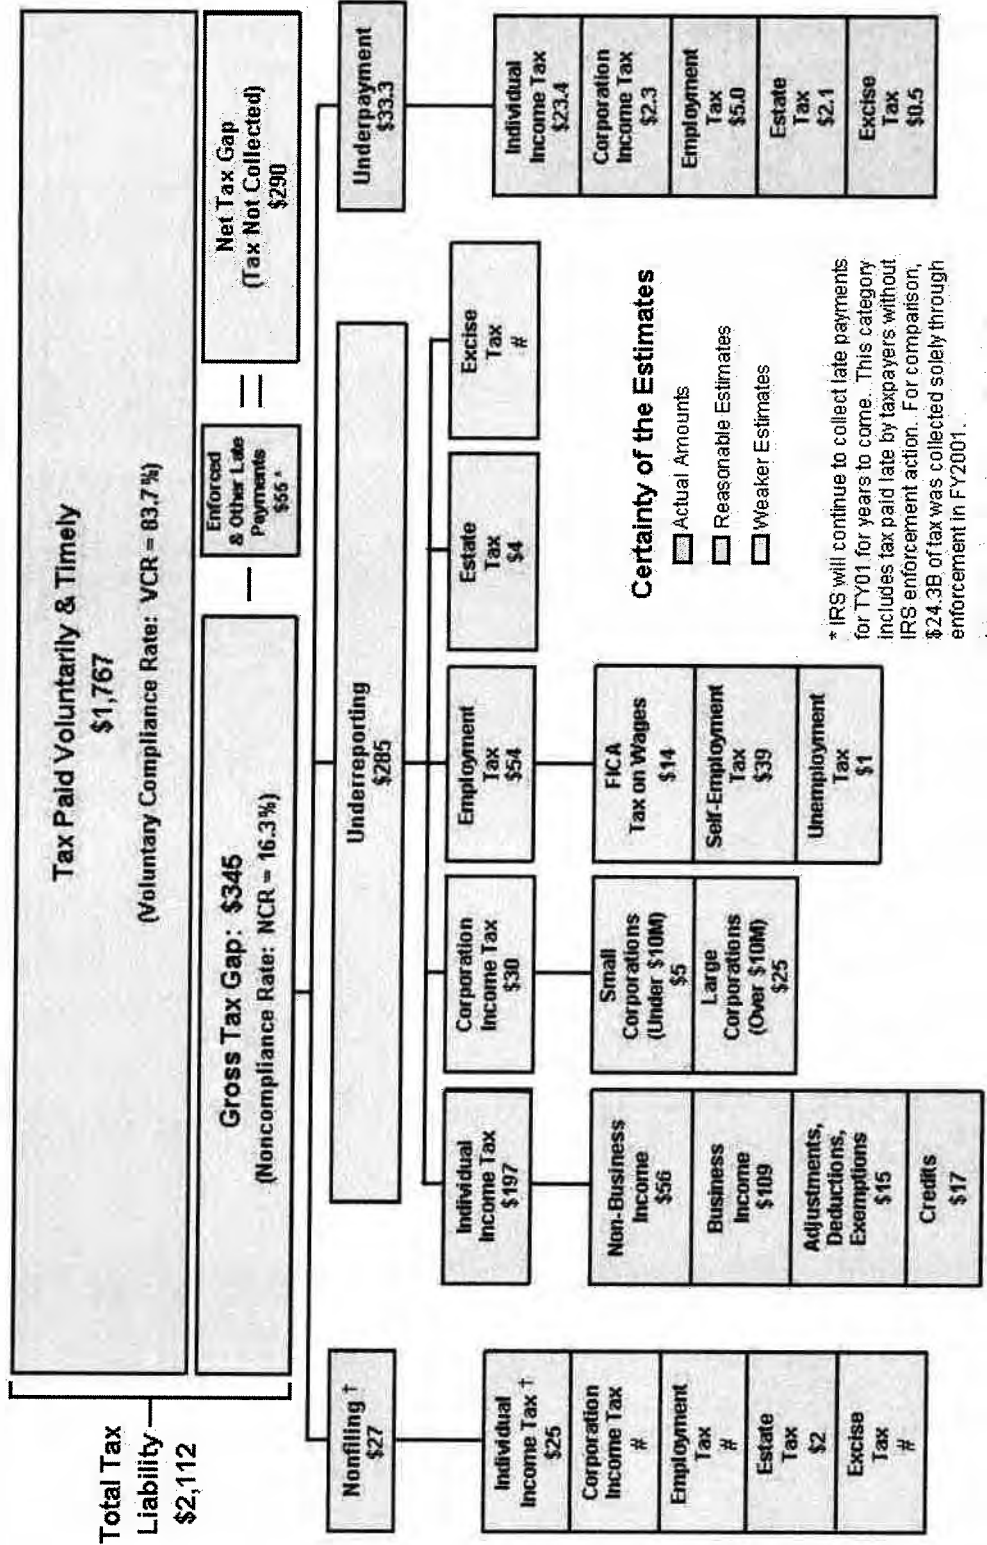 Total Tax
Liability
$2,112
Tax Paid Voluntarily & Timely
$1,767
(Voluntary Compliance Rate: VCR = 83.7%)
Gross Tax Gap: $345
(Noncompliance Rate: NCR = 16.3%)
—
Enforced
& Other Late
Payments
$55 *
=
Net Tax Gap
(Tax Not Collected)
$290
Nonfiling †
$27
Individual
Income Tax †
$25
Corporation
Income Tax
#
Employment
Tax
#
Estate
Tax
$2
Excise
Tax
#
Underreporting
$285
Individual
Income Tax
$197
Non-Business
Income
$56
Business
Income
$109
Adjustments,
Deductions,
Exemptions
$15
Credits
$17
Corporation
Income Tax
$30
Small
Corporations
(Under $10M)
$5
Large
Corporations
(Over $10M)
$25
Employment
Tax
$54
FICA
Tax on Wages
$14
Self-Employment
Tax
$39
Unemployment
Tax
$1
Estate
Tax
$4
Excise
Tax
#
Underpayment
$33.3
Individual
Income Tax
$23.4
Corporation
Income Tax
$2.3
Employment
Tax
$5.0
Estate
Tax
$2.1
Excise
Tax
$0.5
Certainty of the Estimates
Actual Amounts
Reasonable Estimates
Weaker Estimates
* IRS will continue to collect late payments
for TY01 for years to come. This category
includes tax paid late by taxpayers without
IRS enforcement action. For comparison,
$24.3B of tax was collected solely through
enforcement in FY2001.